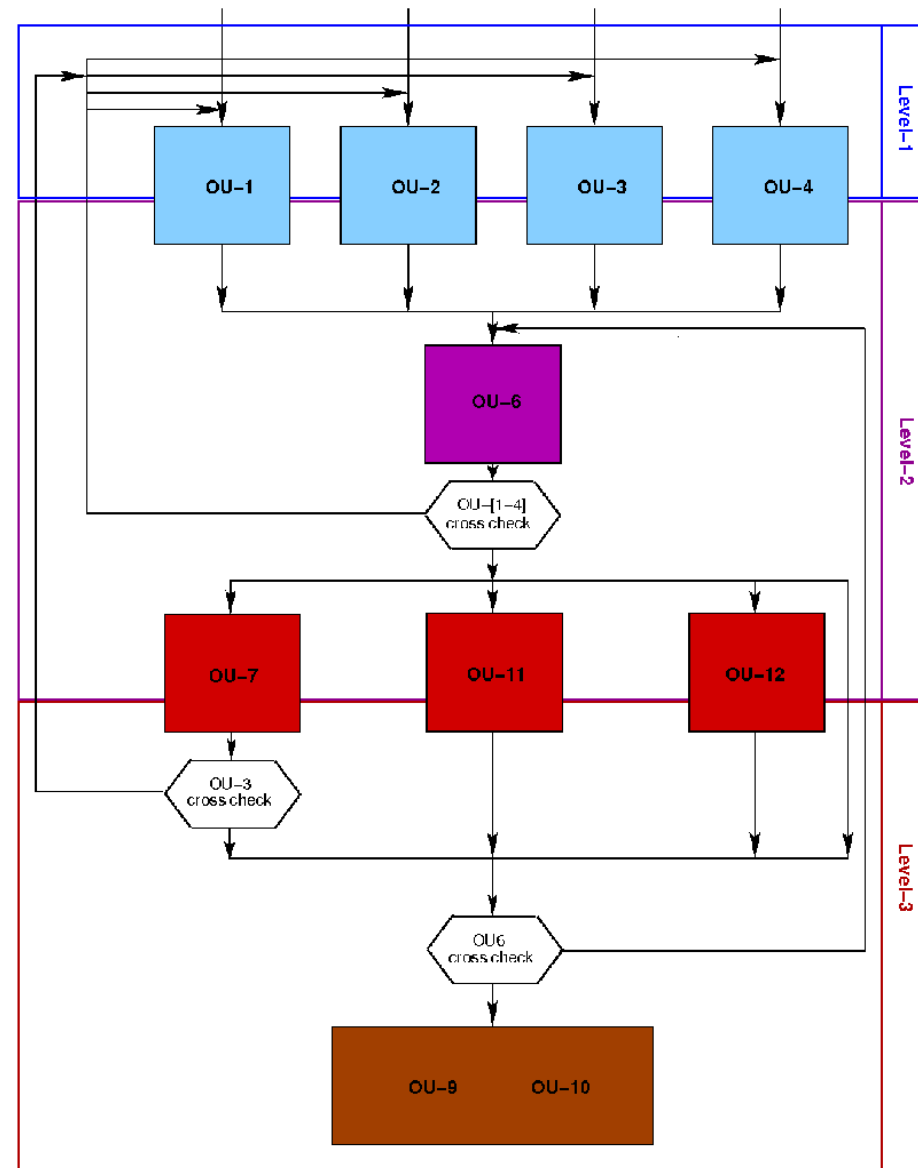 Level-1
OU-1
OU-2
OU-3
OU-4
OU-6
Level-2
OU-[1-4]
cross check
OU-7
OU-11
OU-12
OU-3
cross check
Level-3
OU6
cross check
OU-9
OU-10